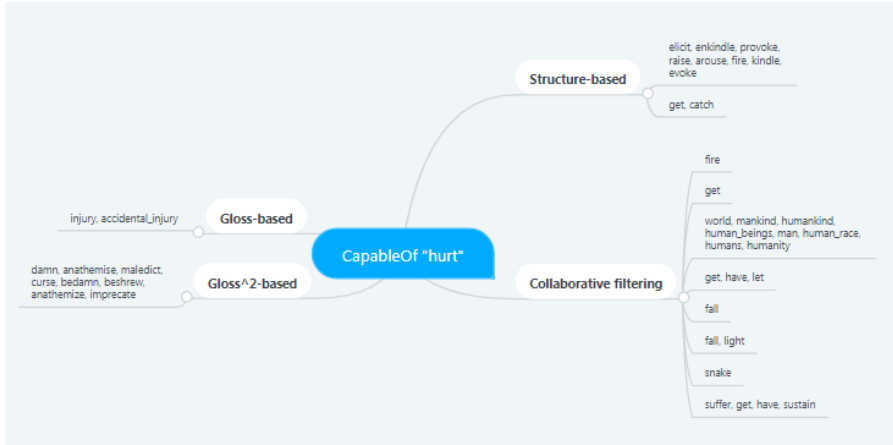 elicit, enkindle, provoke,
raise, arouse, fire, kindle,
evoke
Structure-based
get, catch
fire
get
world, mankind, humankind,
human_beings, man, human_race,
humans, humanity
injury, accidental_injury
Gloss-based
CapableOf "hurt"
damn, anathemise, maledict,
curse, bedamn, beshrew,
anathemize, imprecate
Gloss^2-based
Collaborative filtering
get, have, let
fall
fall, light
snake
suffer, get, have, sustain